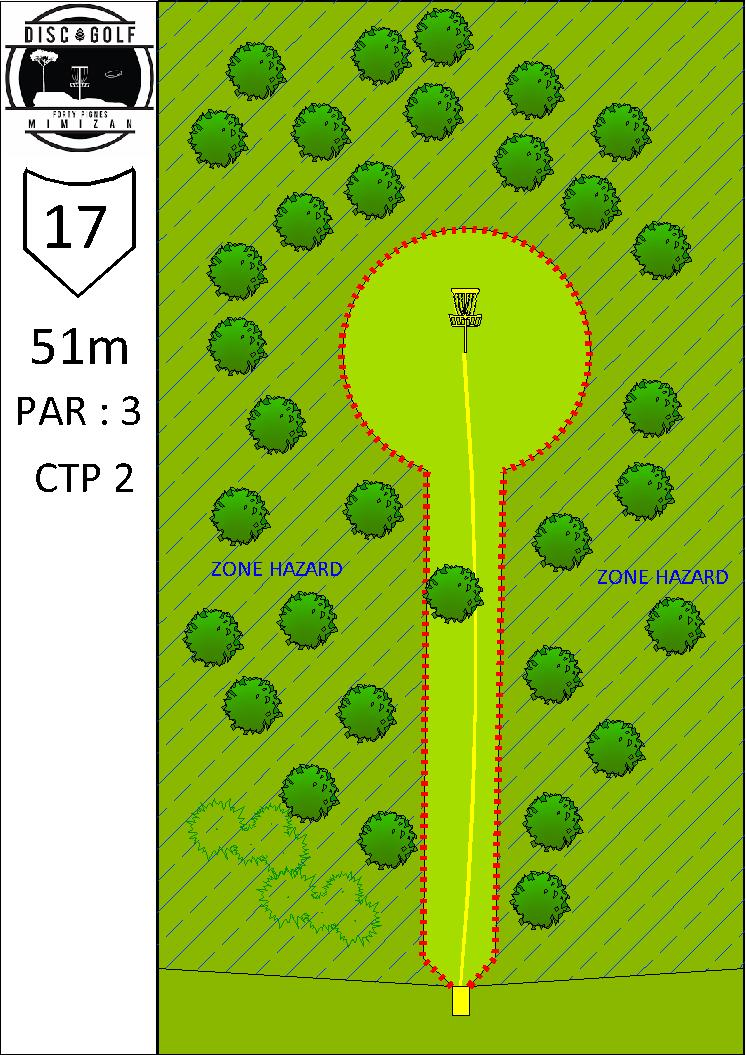 DISC GOLF
FORTY PIGNES
MIMIZAN
17
51m
PAR : 3
CTP 2
ZONE HAZARD
ZONE HAZARD